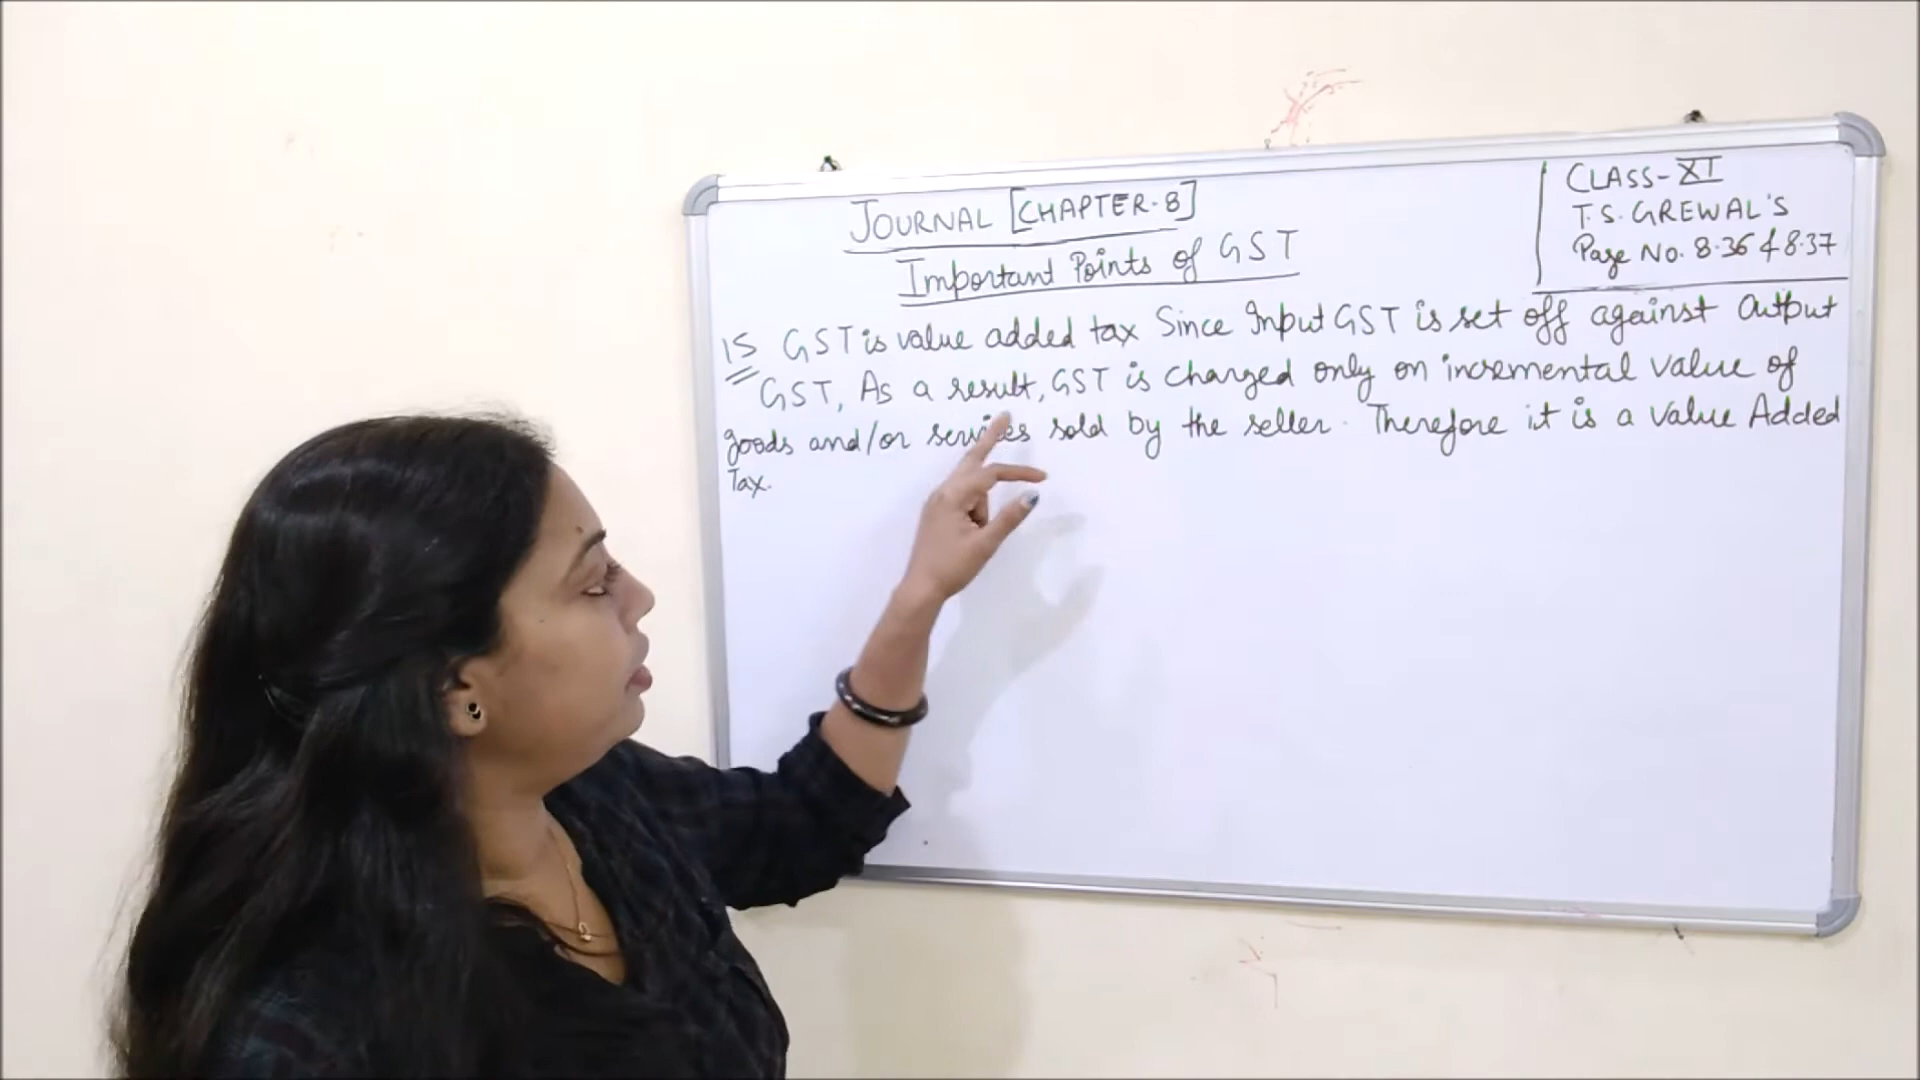 JOURNAL [CHAPTER-8]
Important Points of GST
CLASS-XI
T.S. GREWAL'S
Page No. 8.36 & 8.37
15 GST is value added tax Since Input GST is set off against Output
GST, As a result, GST is charged only on incremental value of
goods and/or services sold by the seller. Therefore it is a Value Added
Tax.